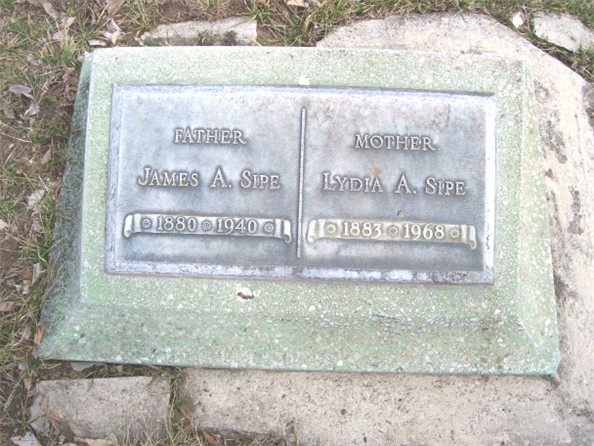 FATHER
JAMES A. SIPE
1880 1940
MOTHER
LYDIA A. SIPE
1883 1968